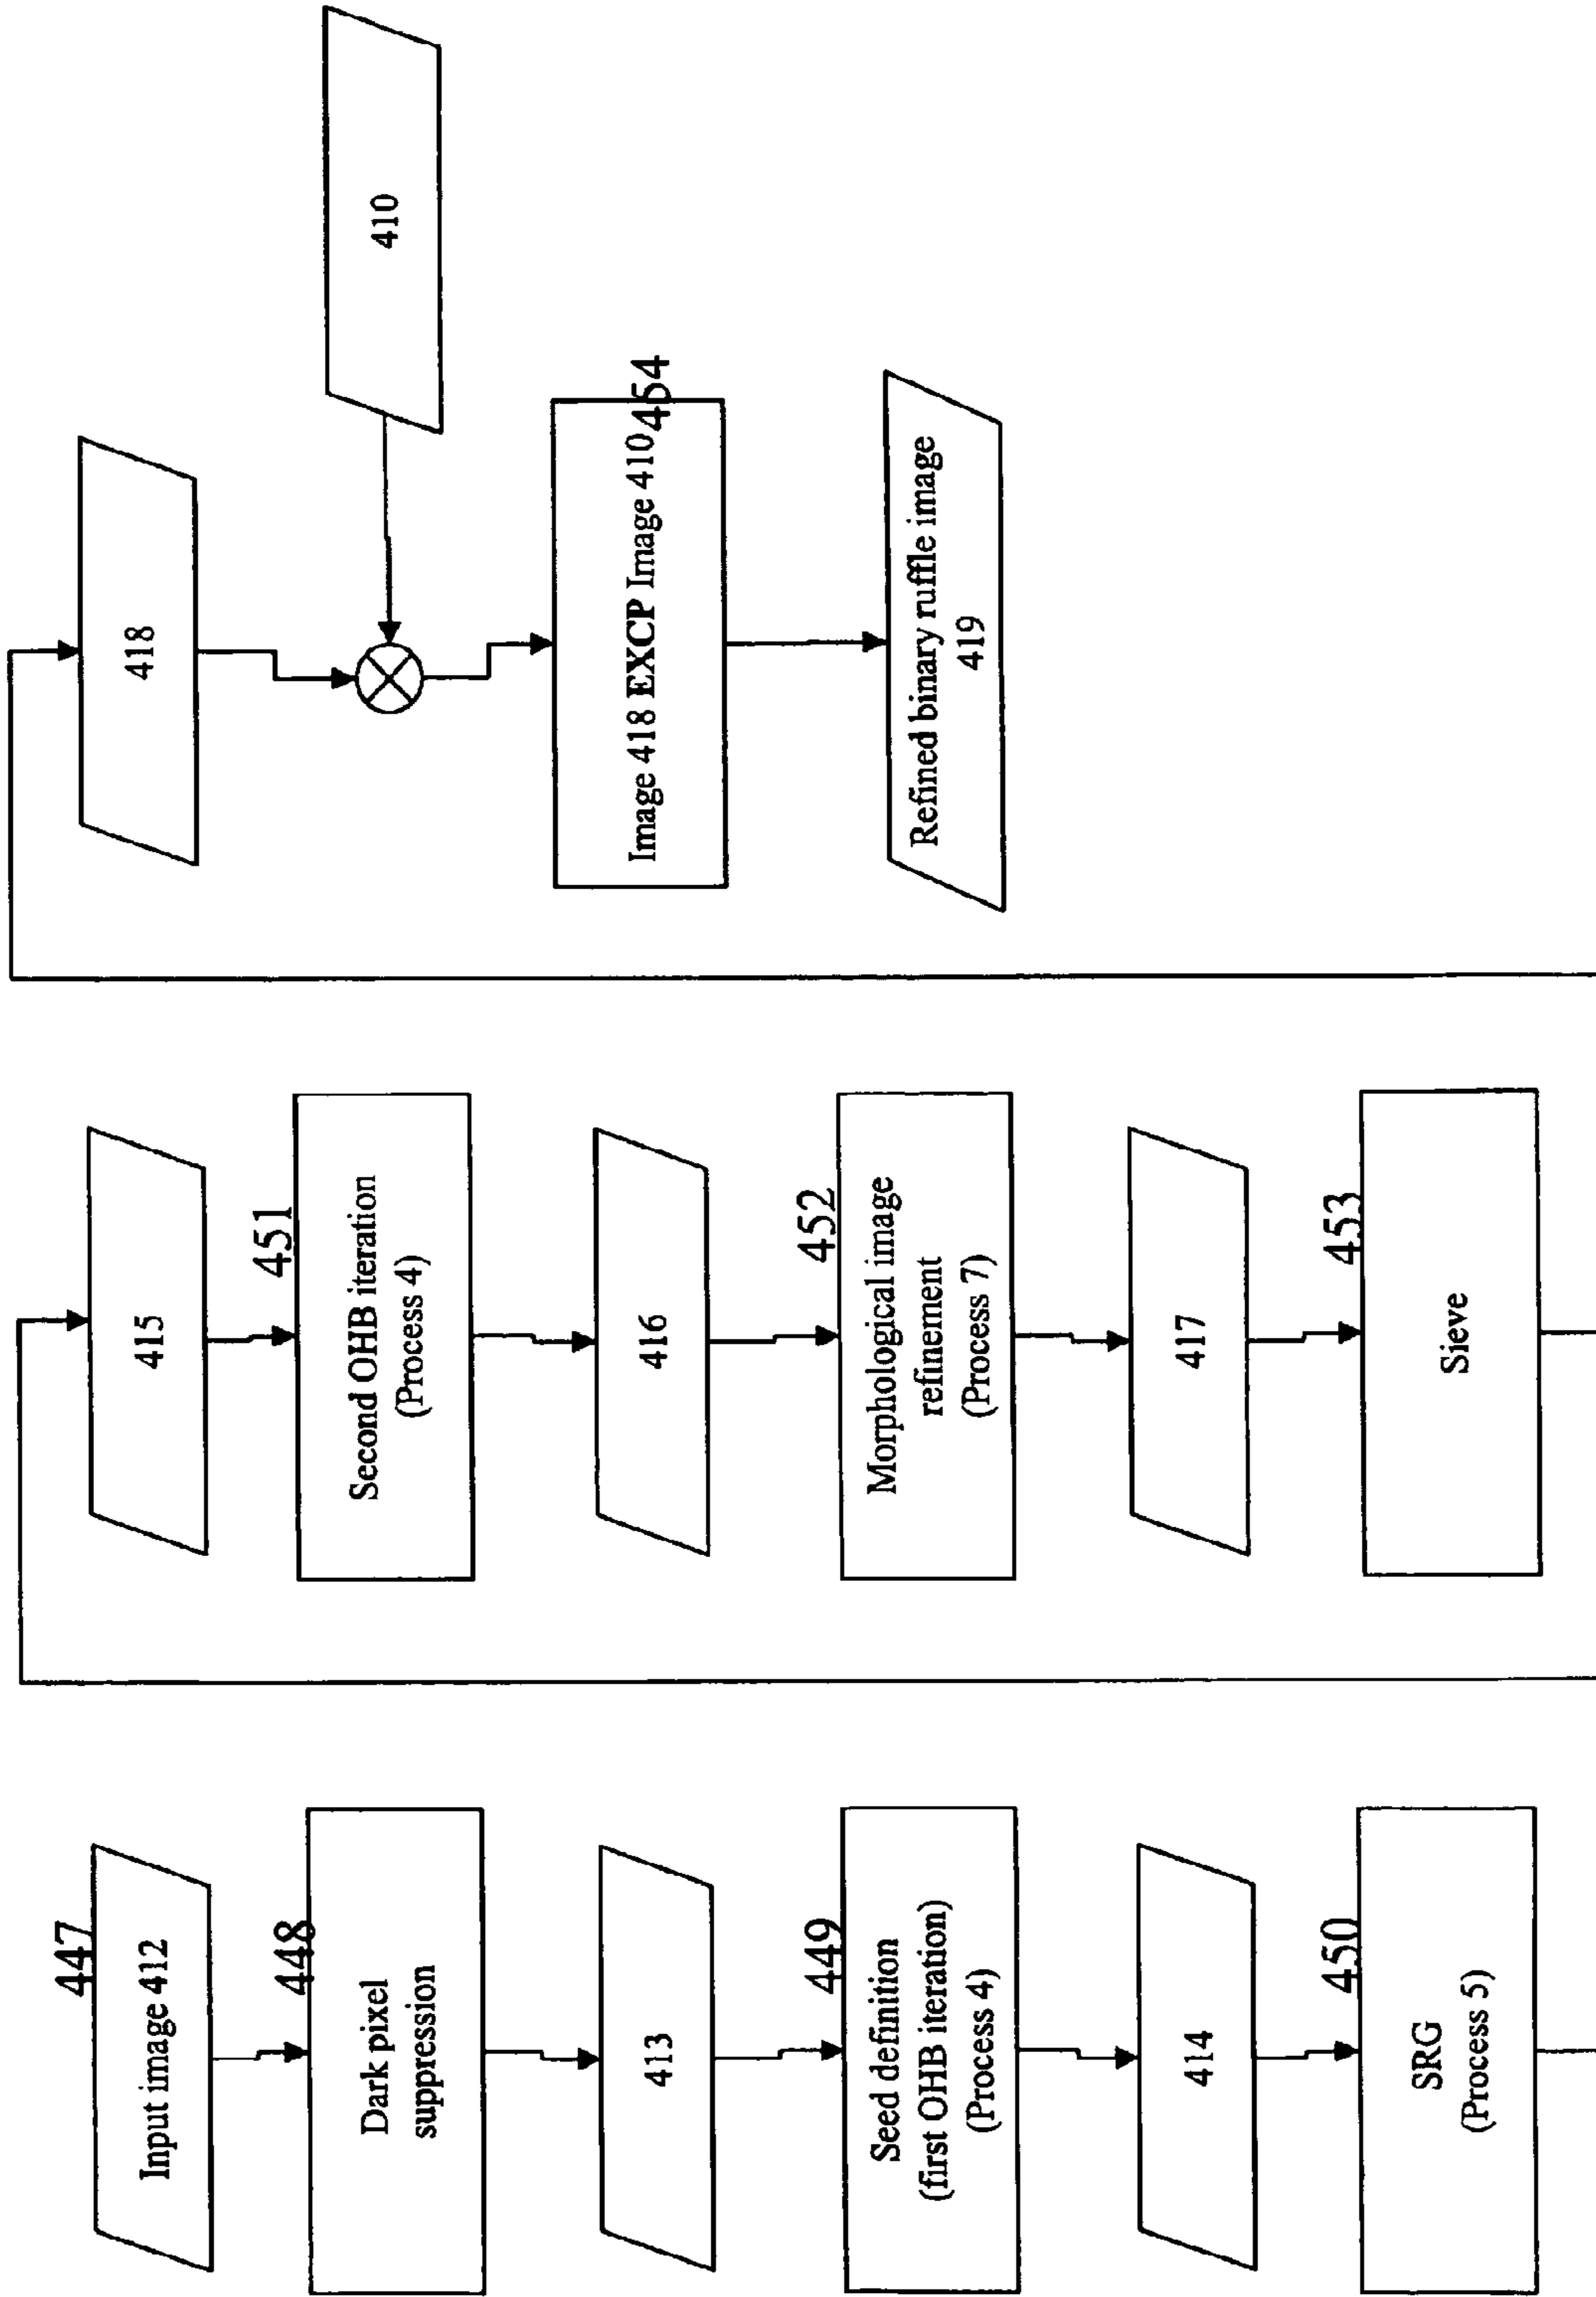 447
Input image 412
448
Dark pixel
suppression
413
449
Seed definition
(first OHB iteration)
(Process 4)
414
450
SRG
(Process 5)
415
451
Second OHB iteration
(Process 4)
416
452
Morphological image
refinement
(Process 7)
417
453
Sieve
418
410
454
Image 418 EXCP Image 410
Refined binary ruffle image
419